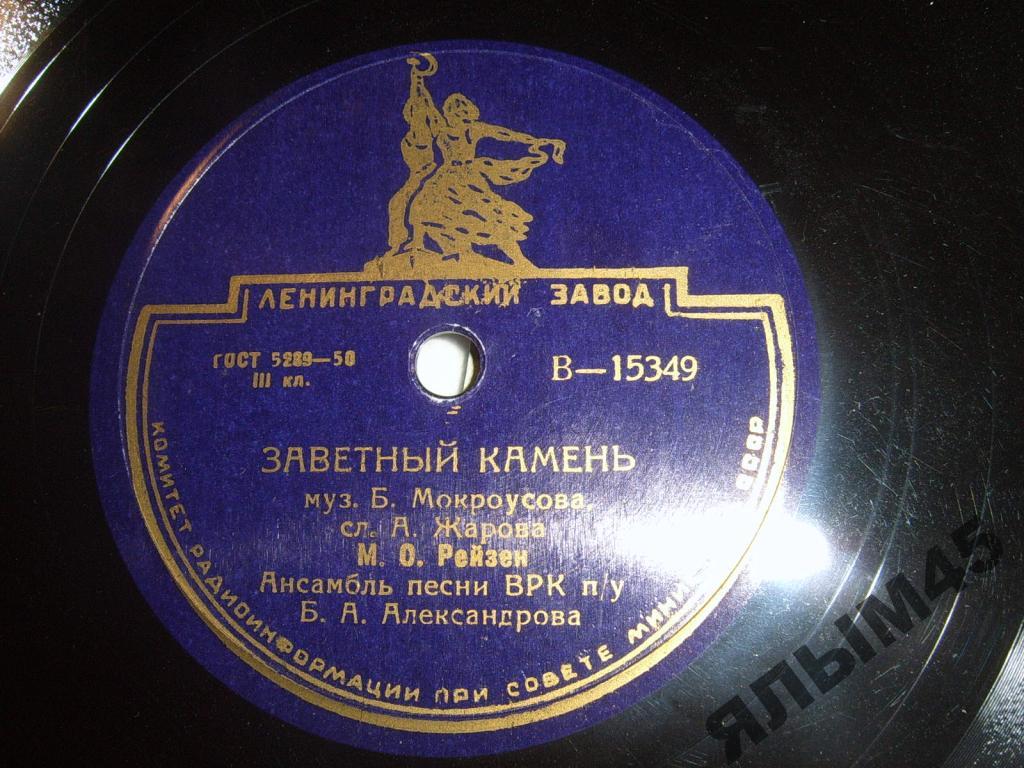 ЛЕНИНГРАДСКИЙ ЗАВОД
ГОСТ 5289—50
III кл.
В—15349
ЗАВЕТНЫЙ КАМЕНЬ
муз. Б. Мокроусова,
сл. А. Жарова
М. О. Рейзен
Ансамбль песни ВРК п/у
Б. А. Александрова
КОМИТЕТ РАДИОИНФОРМАЦИИ ПРИ СОВЕТЕ СССР
ЯЛЫМ45